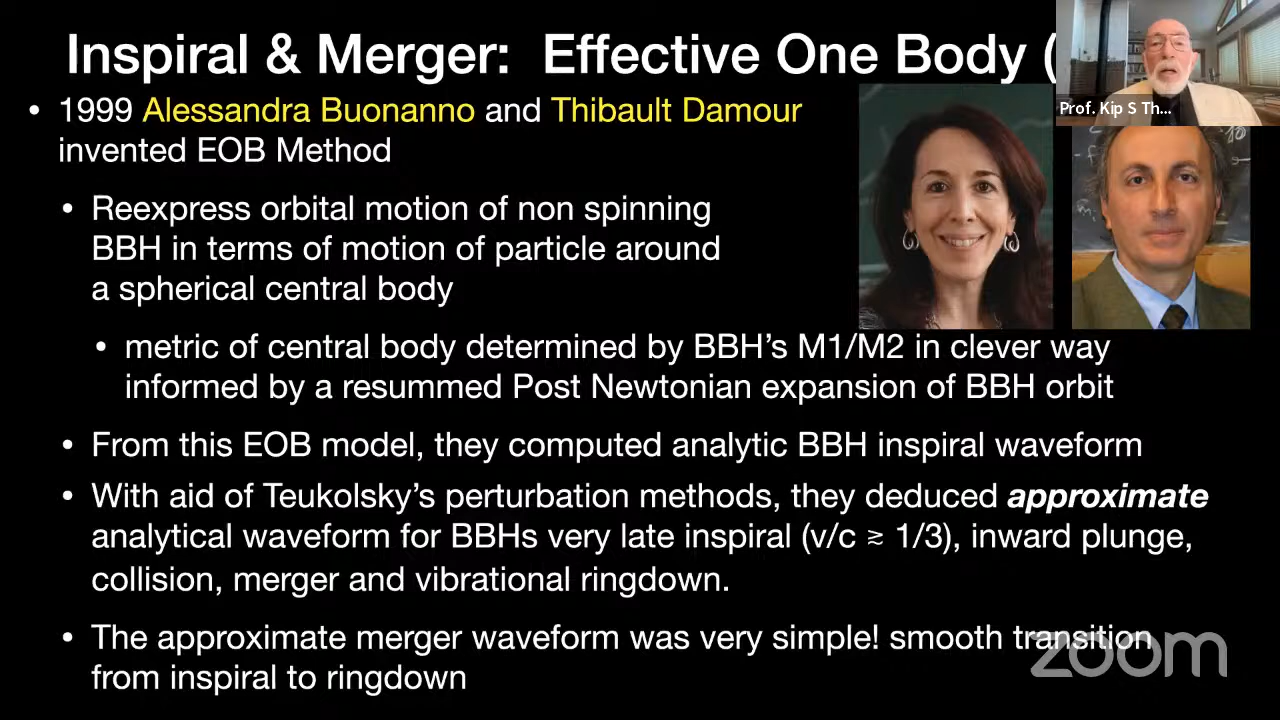 Inspiral & Merger: Effective One Body (
Prof. Kip S Th...
• 1999 Alessandra Buonanno and Thibault Damour
invented EOB Method
• Reexpress orbital motion of non spinning
BBH in terms of motion of particle around
a spherical central body
• metric of central body determined by BBH's M1/M2 in clever way
informed by a resummed Post Newtonian expansion of BBH orbit
• From this EOB model, they computed analytic BBH inspiral waveform
• With aid of Teukolsky's perturbation methods, they deduced approximate
analytical waveform for BBHs very late inspiral (v/c ≳ 1/3), inward plunge,
collision, merger and vibrational ringdown.
• The approximate merger waveform was very simple! smooth transition
from inspiral to ringdown
zoom